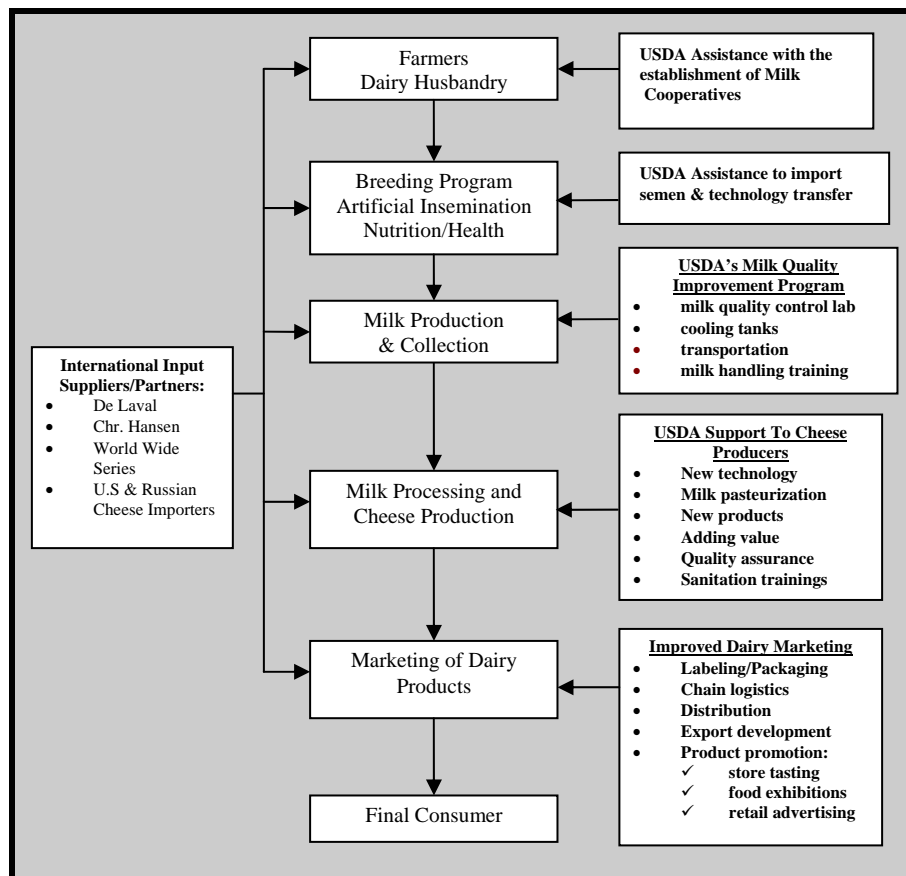 Farmers
Dairy Husbandry
USDA Assistance with the
establishment of Milk
Cooperatives
Breeding Program
Artificial Insemination
Nutrition/Health
USDA Assistance to import
semen & technology transfer
Milk Production
& Collection
USDA's Milk Quality
Improvement Program
• milk quality control lab
• cooling tanks
• transportation
• milk handling training
International Input
Suppliers/Partners:
• De Laval
• Chr. Hansen
• World Wide
Series
• U.S & Russian
Cheese Importers
Milk Processing and
Cheese Production
USDA Support To Cheese
Producers
• New technology
• Milk pasteurization
• New products
• Adding value
• Quality assurance
• Sanitation trainings
Marketing of Dairy
Products
Improved Dairy Marketing
• Labeling/Packaging
• Chain logistics
• Distribution
• Export development
• Product promotion:
✓ store tasting
✓ food exhibitions
✓ retail advertising
Final Consumer